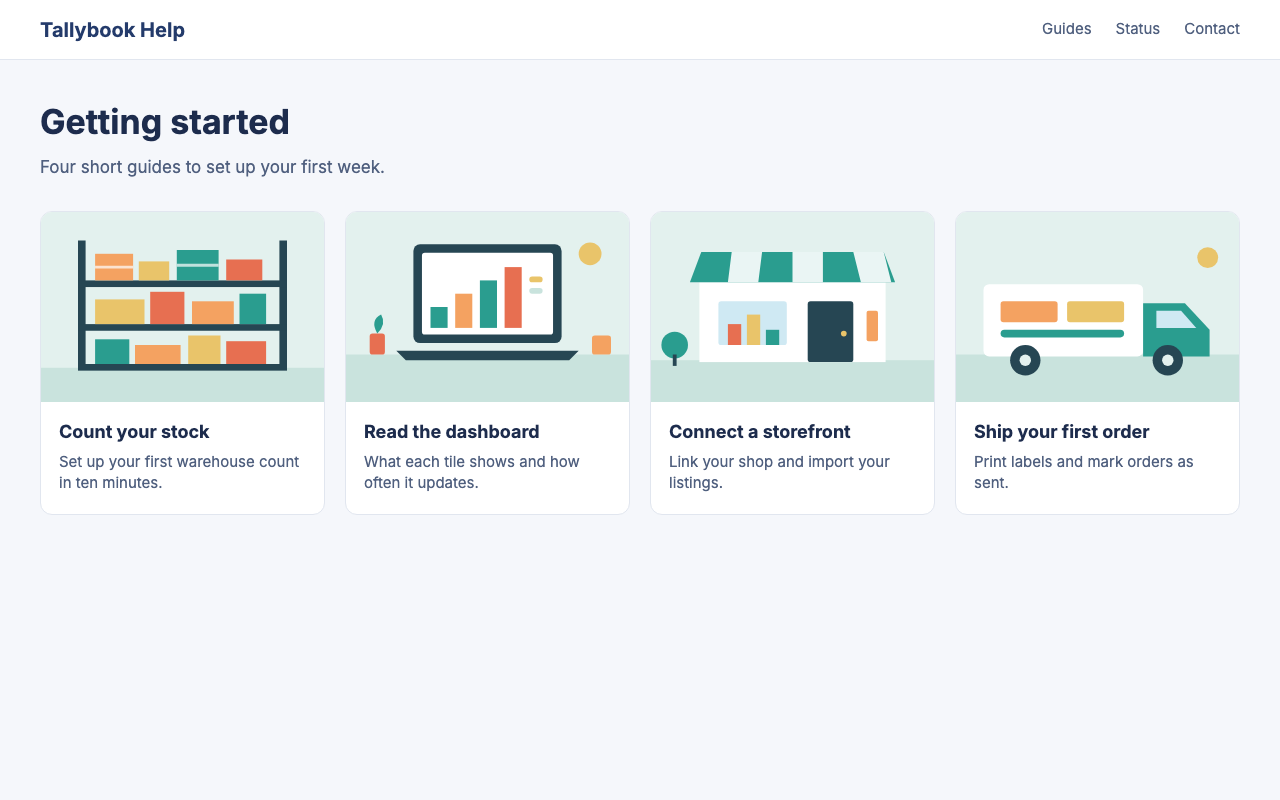 Tallybook Help
Guides
Status
Contact
Getting started
Four short guides to set up your first week.
Count your stock
Set up your first warehouse count
in ten minutes.
Read the dashboard
What each tile shows and how
often it updates.
Connect a storefront
Link your shop and import your
listings.
Ship your first order
Print labels and mark orders as
sent.